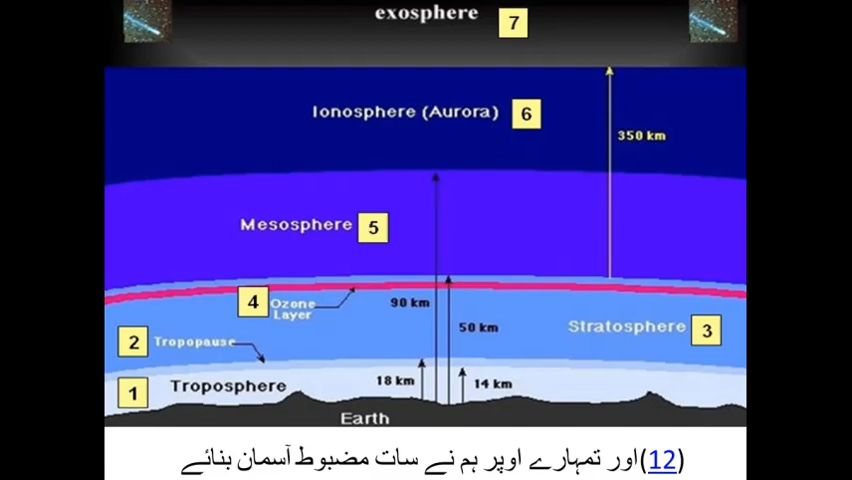 exosphere 7
Ionosphere (Aurora) 6
350 km
Mesosphere 5
4 Ozone
Layer
90 km
50 km
Stratosphere 3
2 Tropopause
18 km
14 km
1 Troposphere
Earth
(12)اور تمہارے اوپر ہم نے سات مضبوط آسمان بنائے